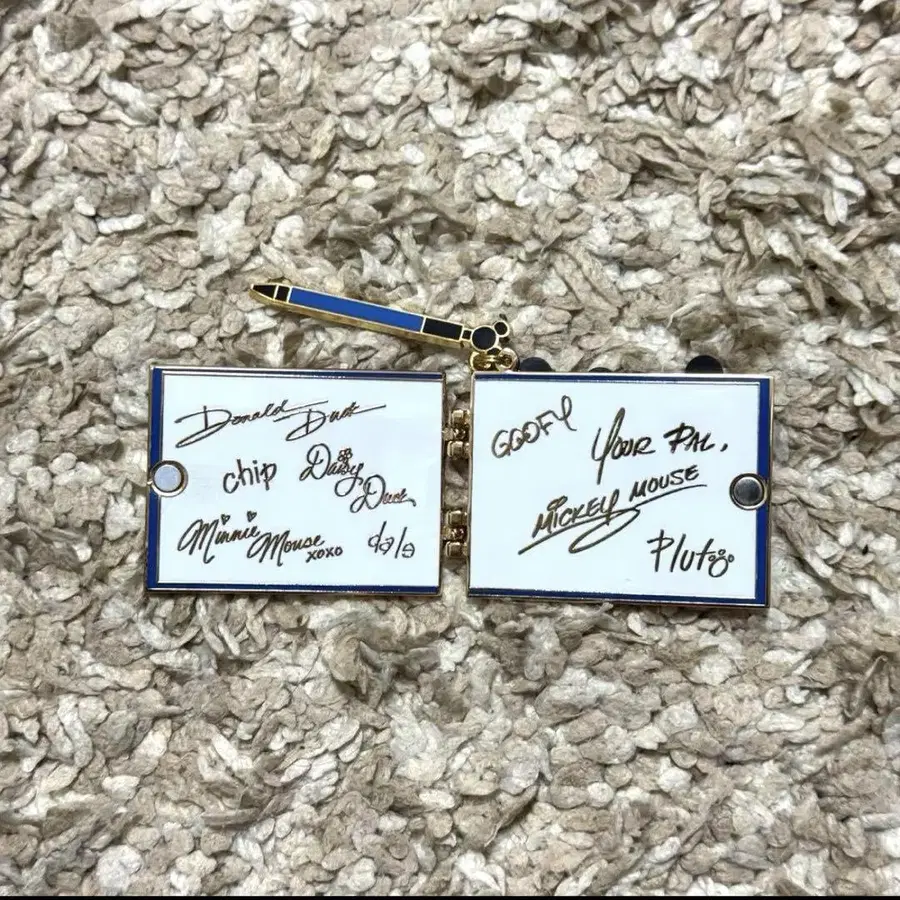 Donald Duck
chip
Daisy
Duck
Minnie
Mouse
xoxo
dale
GOOFY
YOUR PAL,
MICKEY MOUSE
Pluto